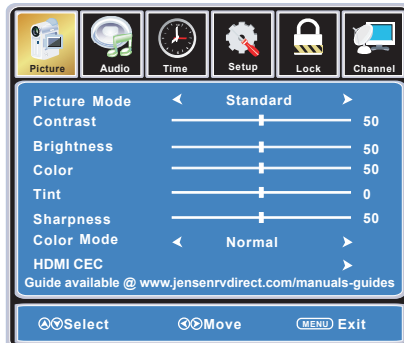 Picture Audio Time Setup Lock Channel
Picture Mode Standard
Contrast 50
Brightness 50
Color 50
Tint 0
Sharpness 50
Color Mode Normal
HDMI CEC
Guide available @ www.jensenrvdirect.com/manuals-guides
Select Move MENU Exit